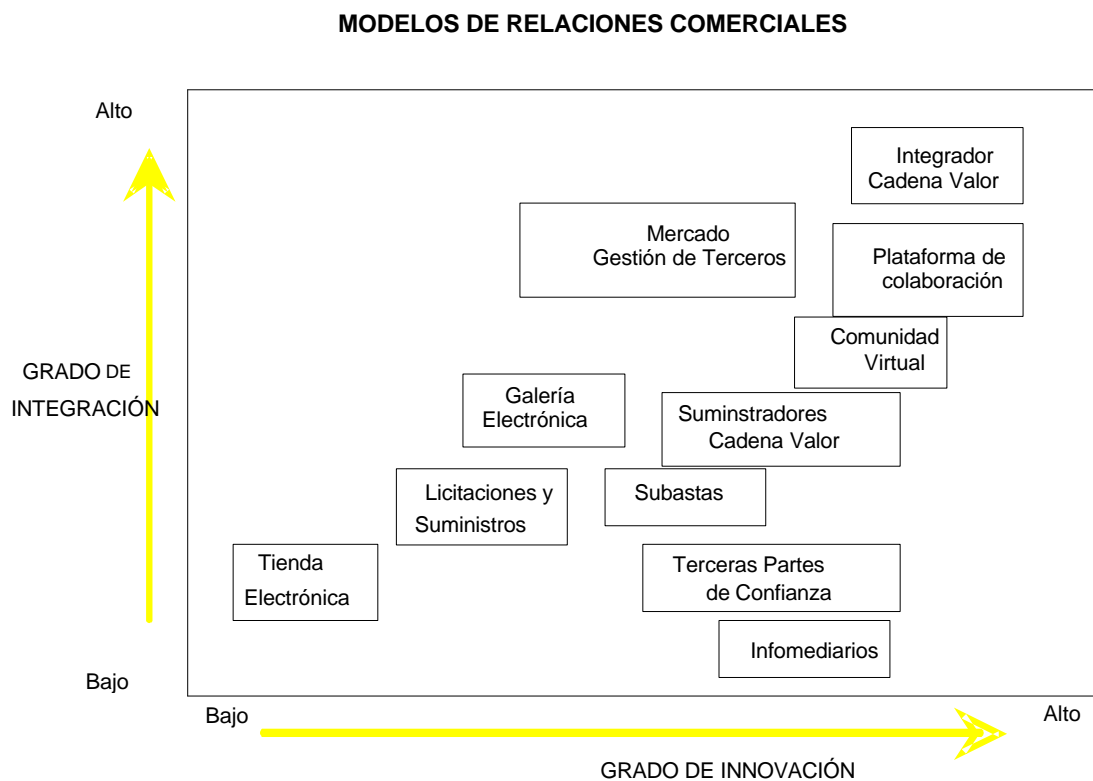 MODELOS DE RELACIONES COMERCIALES
Alto
Integrador
Cadena Valor
Mercado
Gestión de Terceros
Plataforma de
colaboración
Comunidad
Virtual
GRADO DE
INTEGRACIÓN
Galería
Electrónica
Suminstradores
Cadena Valor
Licitaciones y
Suministros
Subastas
Tienda
Electrónica
Terceras Partes
de Confianza
Infomediarios
Bajo
Bajo
Alto
GRADO DE INNOVACIÓN